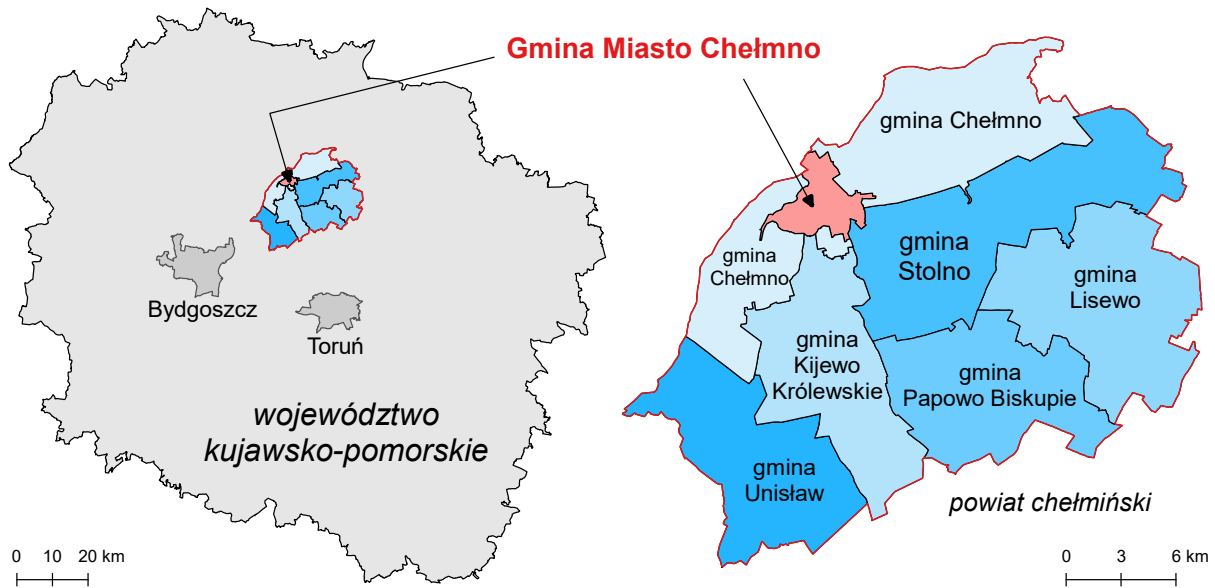 Gmina Miasto Chełmno
Bydgoszcz
Toruń
województwo
kujawsko-pomorskie
0 10 20 km
gmina Chełmno
gmina
Chełmno
gmina
Stolno
gmina
Lisewo
gmina
Kijewo
Królewskie
gmina
Papowo Biskupie
gmina
Unisław
powiat chełmiński
0 3 6 km